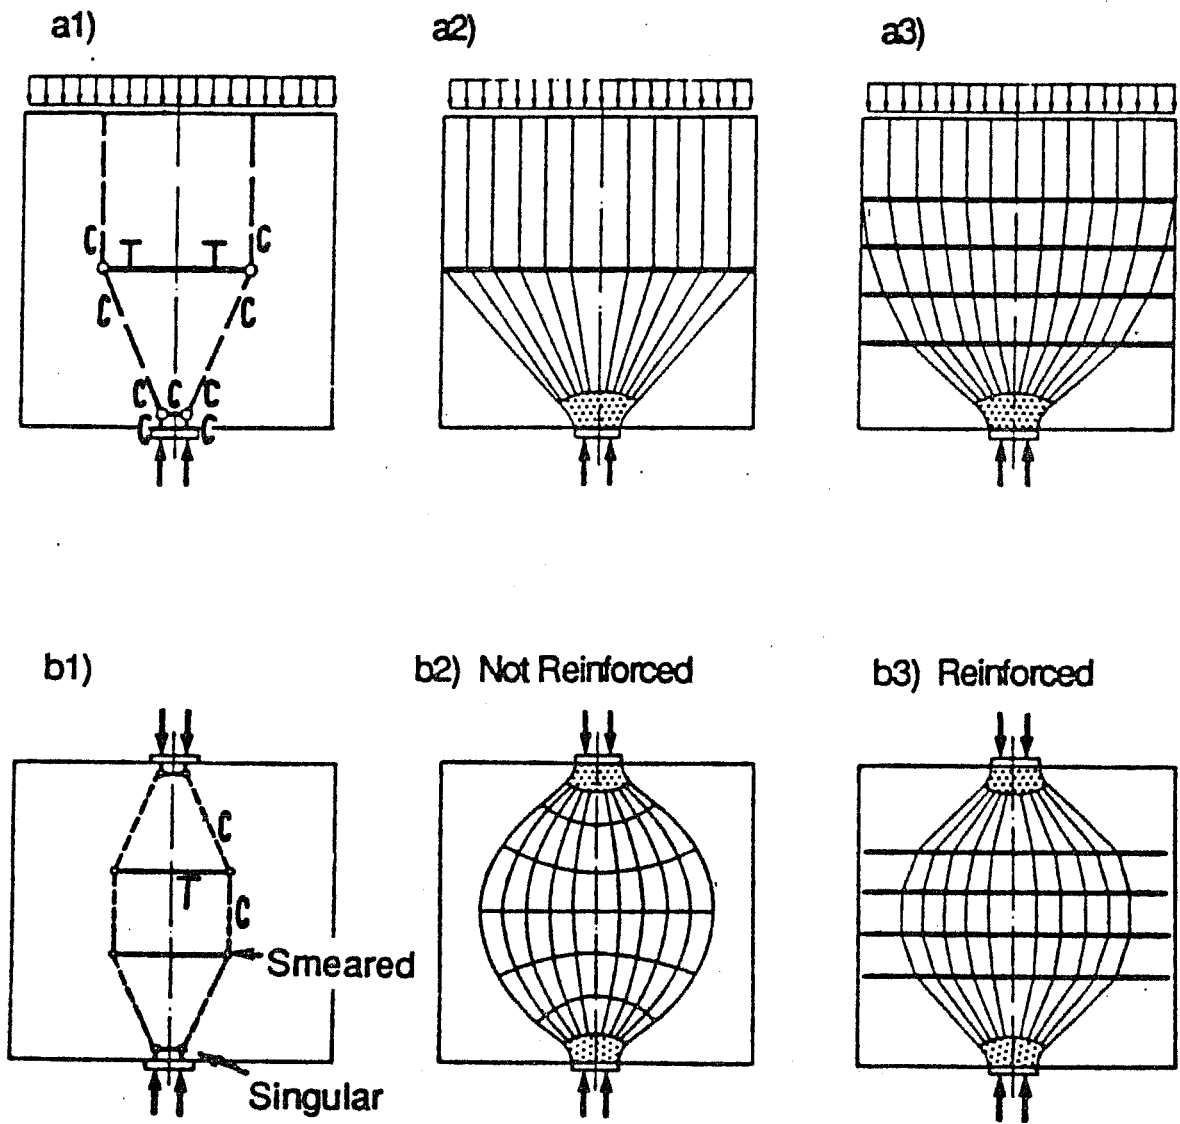 a1)
a2)
a3)
C T T C
C C
C C C
C C
b1)
b2) Not Reinforced
b3) Reinforced
C
T
C
Smeared
Singular